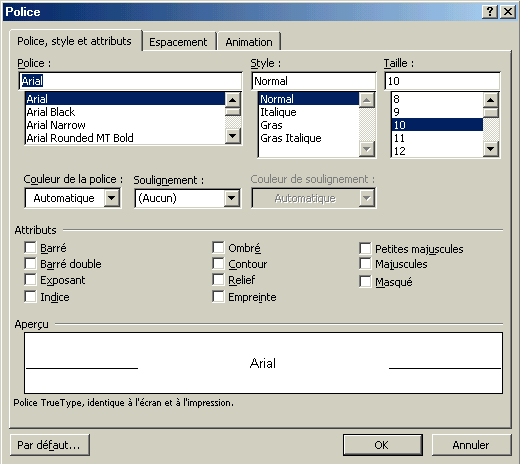 Police
Police, style et attributs Espacement Animation
Police : Style : Taille :
Arial Normal 10
Arial Normal 8
Arial Black Italique 9
Arial Narrow Gras 10
Arial Rounded MT Bold Gras Italique 11
12
Couleur de la police : Soulignement : Couleur de soulignement :
Automatique (Aucun) Automatique
Attributs
Barré Ombré Petites majuscules
Barré double Contour Majuscules
Exposant Relief Masqué
Indice Empreinte
Aperçu
Arial
Police TrueType, identique à l'écran et à l'impression.
Par défaut... OK Annuler